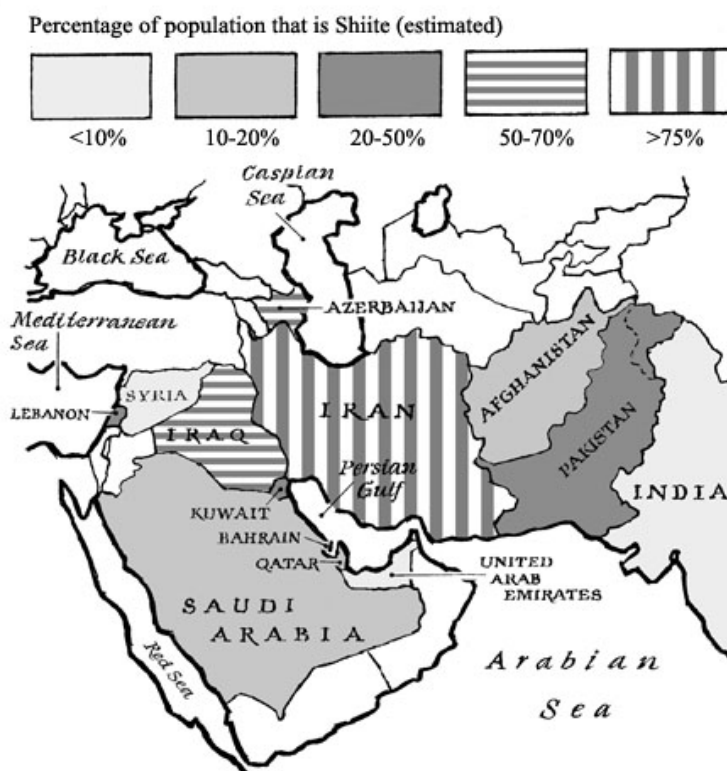 Percentage of population that is Shiite (estimated)
<10% 10-20% 20-50% 50-70% >75%
Caspian
Sea
Black Sea
Mediterranean
Sea
AZERBAIJAN
AFGHANISTAN
SYRIA
LEBANON
IRAN
IRAQ
PAKISTAN
Persian
Gulf
INDIA
KUWAIT
BAHRAIN
QATAR
UNITED
ARAB
EMIRATES
SAUDI
ARABIA
Red Sea
Arabian
Sea